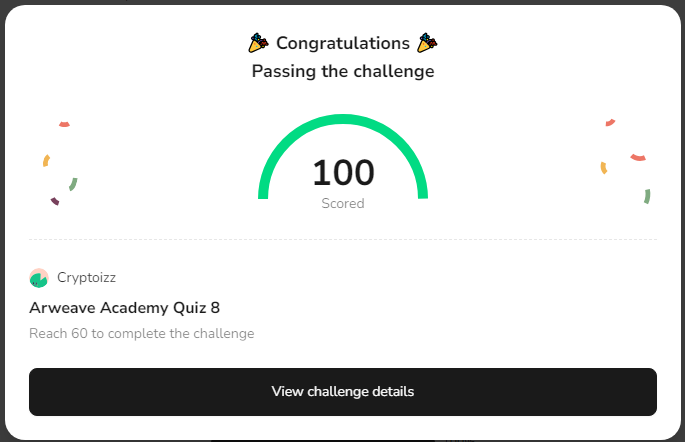 🎉 Congratulations 🎉
Passing the challenge
100
Scored
Cryptoizz
Arweave Academy Quiz 8
Reach 60 to complete the challenge
View challenge details